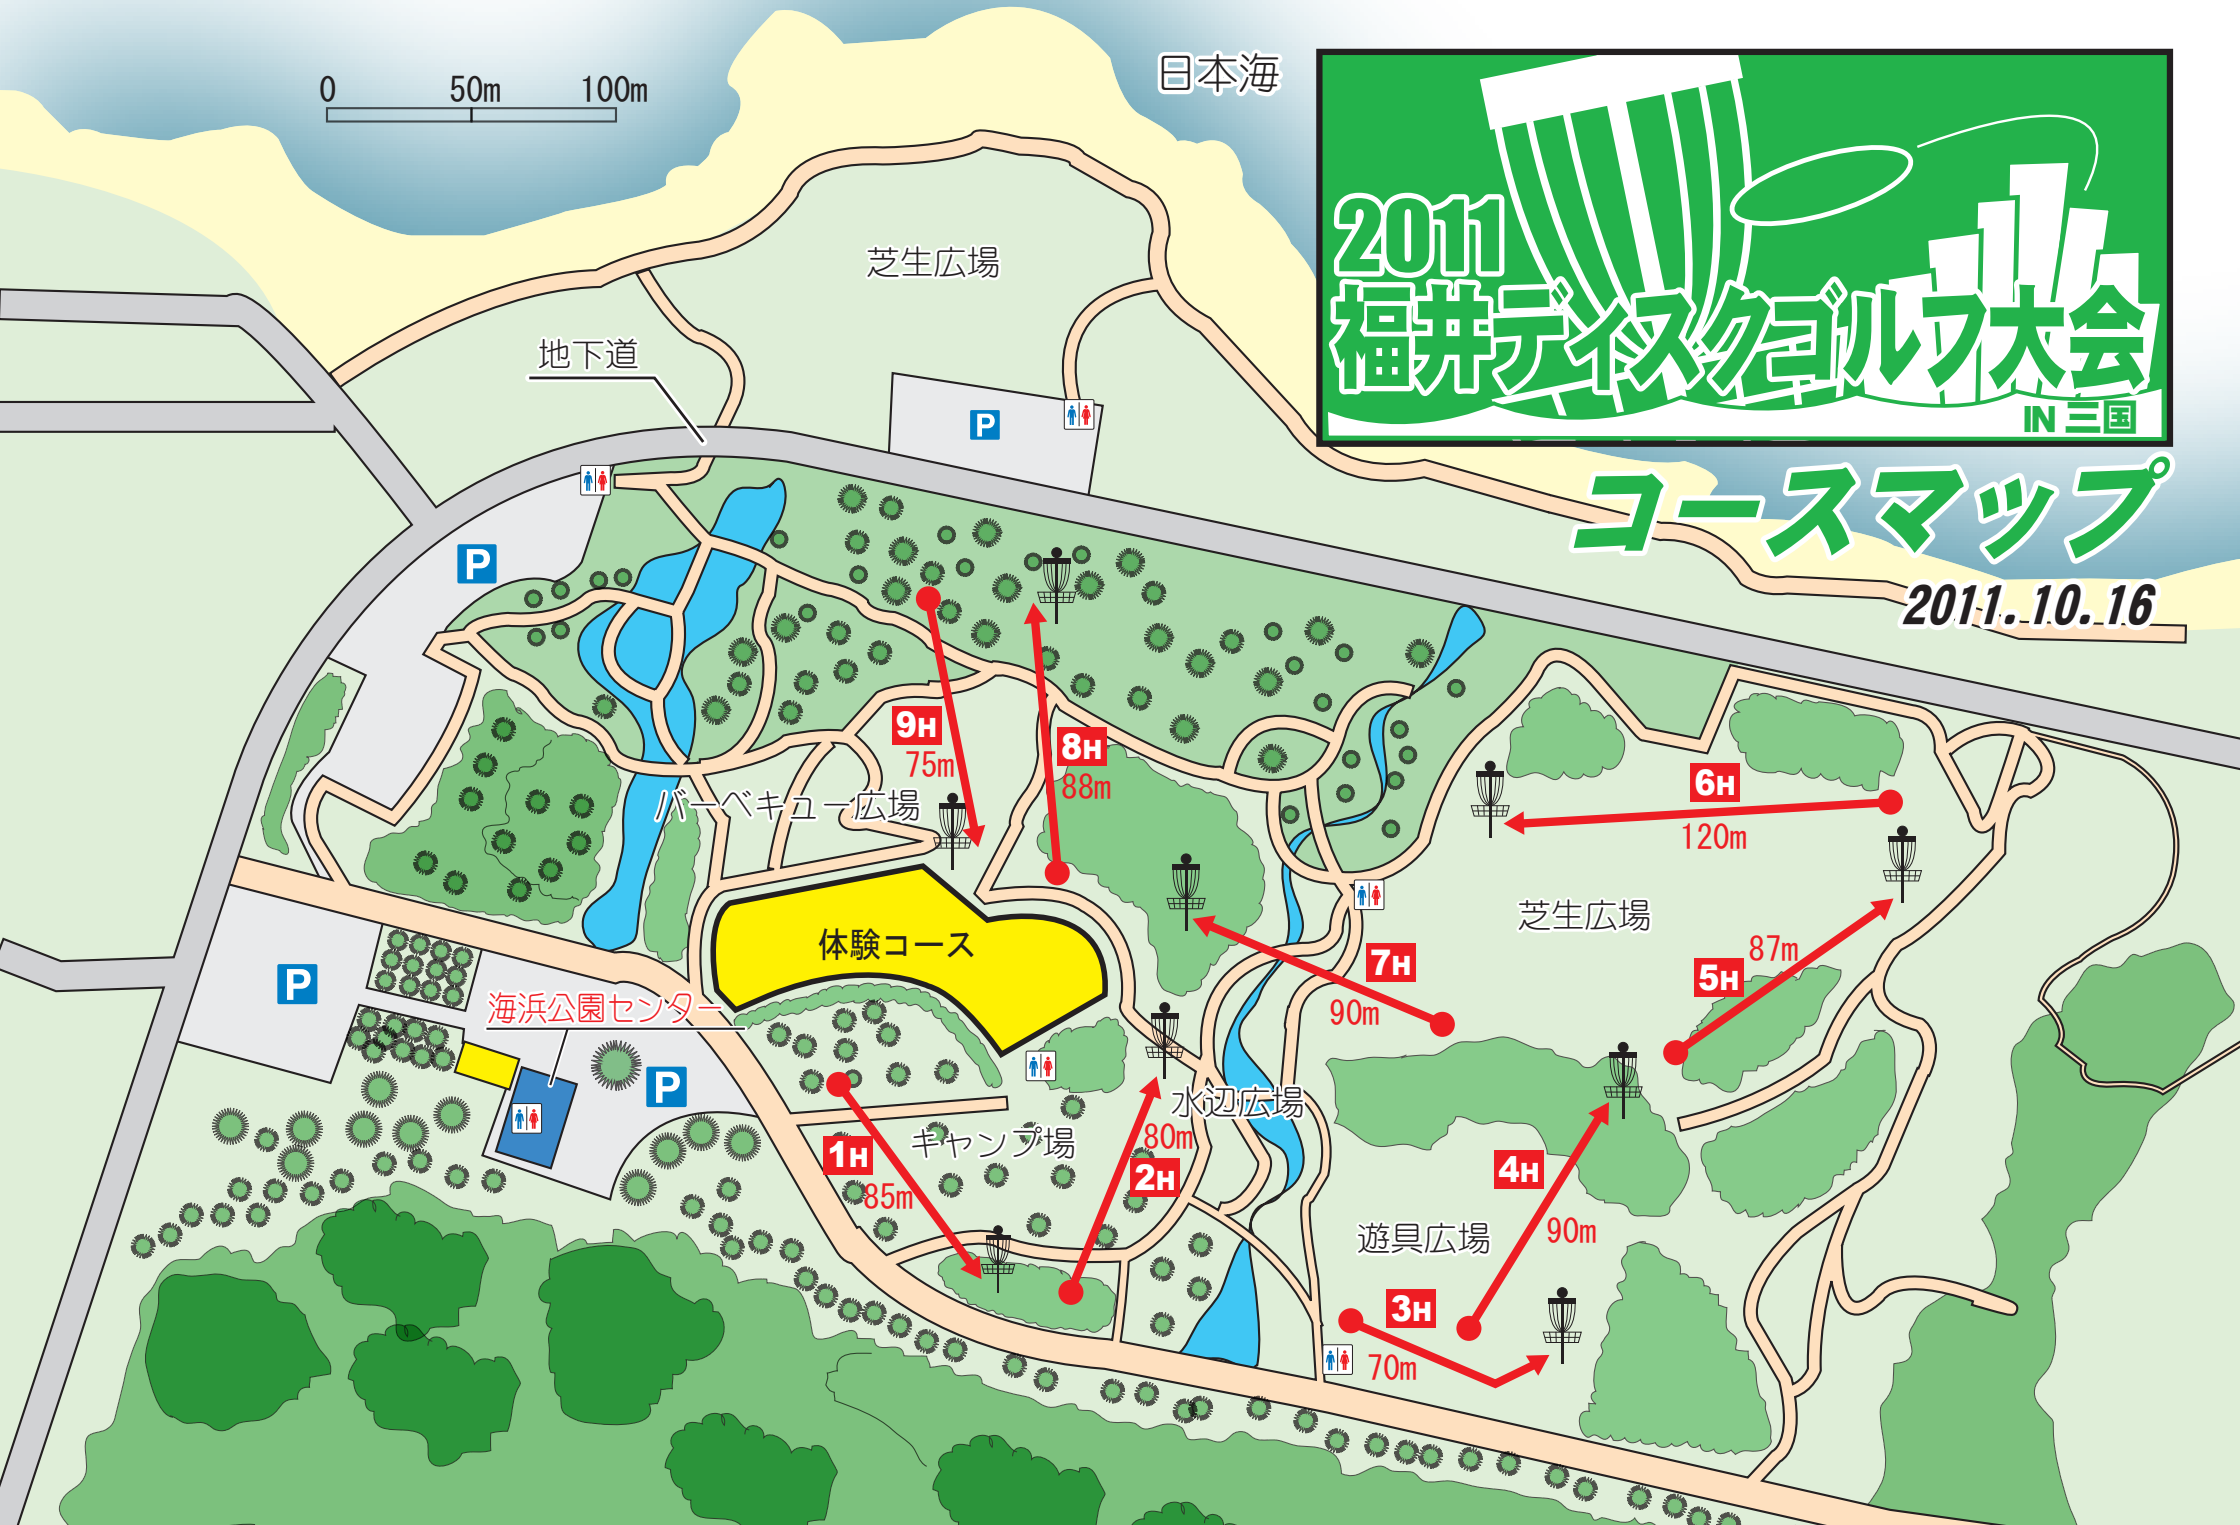 0 50m 100m
日本海
2011
福井ディスクゴルフ大会
IN 三国
コースマップ
2011.10.16
芝生広場
地下道
P
P
9H
75m
8H
88m
バーベキュー広場
6H
120m
芝生広場
体験コース
7H
90m
5H
87m
P
海浜公園センター
P
水辺広場
キャンプ場
1H
85m
80m
2H
4H
90m
遊具広場
3H
70m